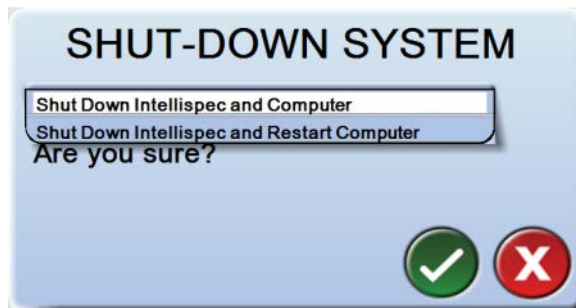 SHUT-DOWN SYSTEM
Shut Down Intellispec and Computer
Shut Down Intellispec and Restart Computer
Are you sure?